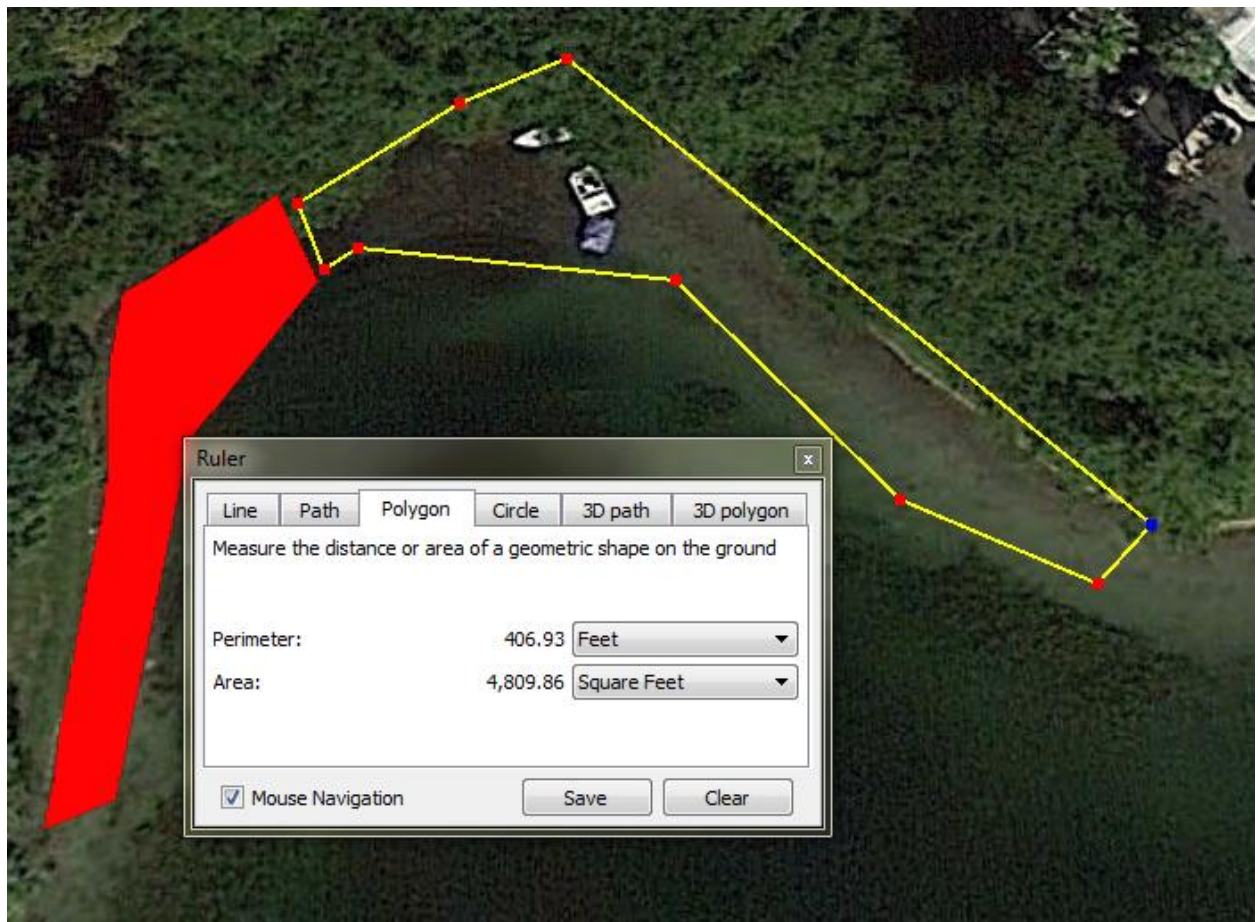 Ruler
Line Path Polygon Circle 3D path 3D polygon
Measure the distance or area of a geometric shape on the ground
Perimeter: 406.93 Feet
Area: 4,809.86 Square Feet
Mouse Navigation Save Clear